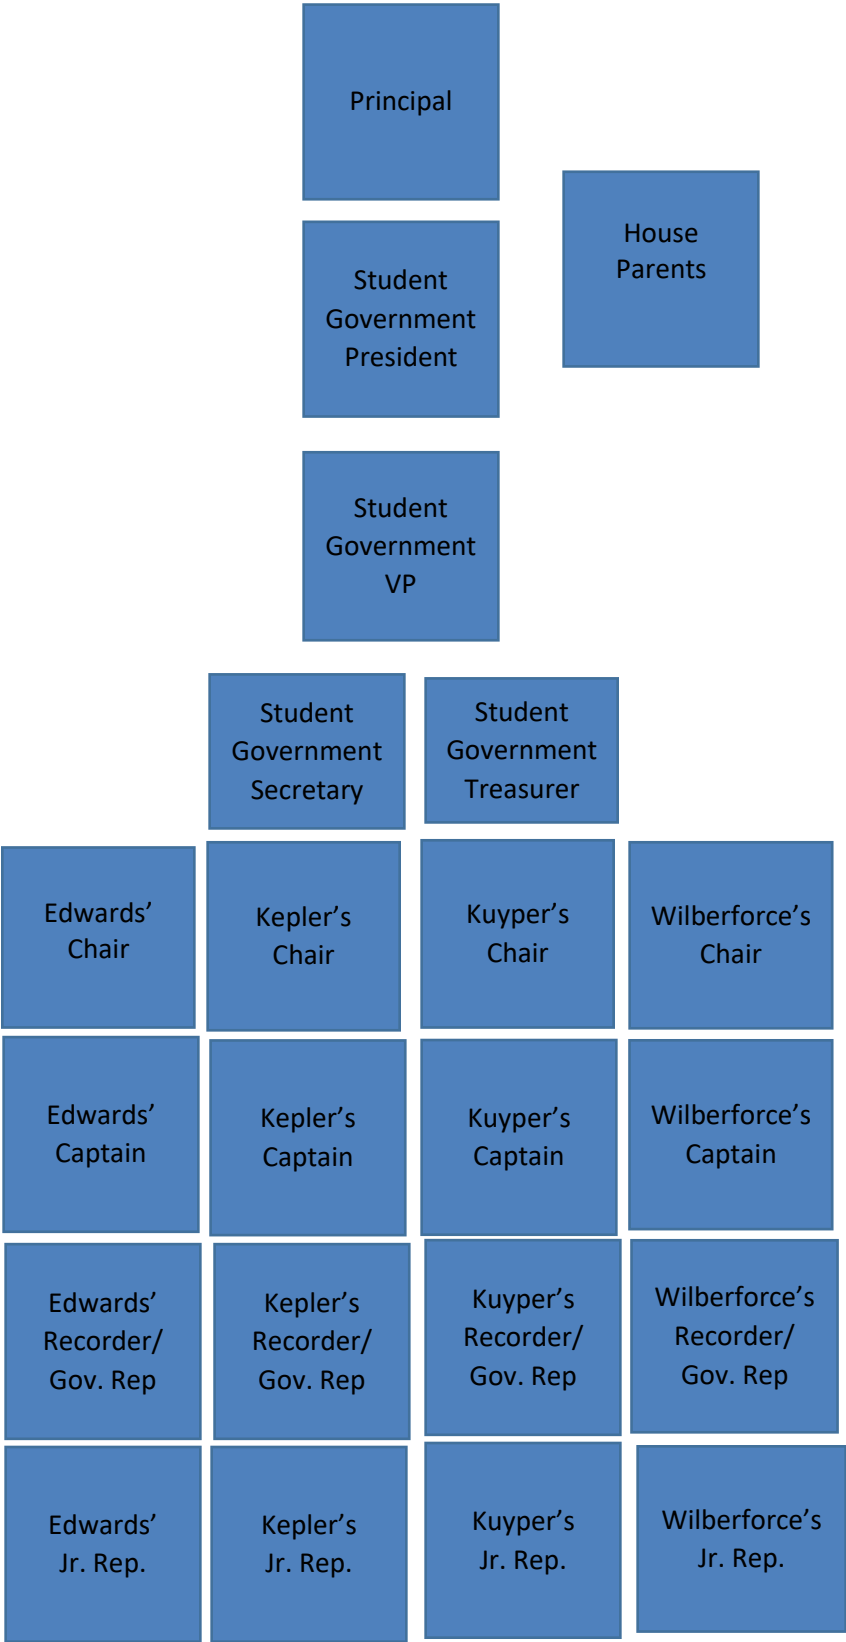 Principal
House
Parents
Student
Government
President
Student
Government
VP
Student
Government
Secretary
Student
Government
Treasurer
Edwards’
Chair
Kepler’s
Chair
Kuyper’s
Chair
Wilberforce’s
Chair
Edwards’
Captain
Kepler’s
Captain
Kuyper’s
Captain
Wilberforce’s
Captain
Edwards’
Recorder/
Gov. Rep
Kepler’s
Recorder/
Gov. Rep
Kuyper’s
Recorder/
Gov. Rep
Wilberforce’s
Recorder/
Gov. Rep
Edwards’
Jr. Rep.
Kepler’s
Jr. Rep.
Kuyper’s
Jr. Rep.
Wilberforce’s
Jr. Rep.